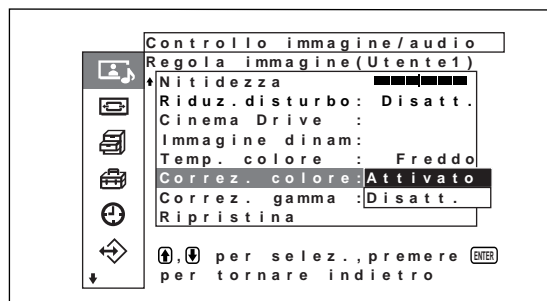 Controllo immagine/audio
Regola immagine(Utente1)
Nitidezza
Riduz.disturbo: Disatt.
Cinema Drive :
Immagine dinam:
Temp. colore : Freddo
Correz. colore: Attivato
Correz. gamma : Disatt.
Ripristina
, per selez.,premere ENTER
per tornare indietro